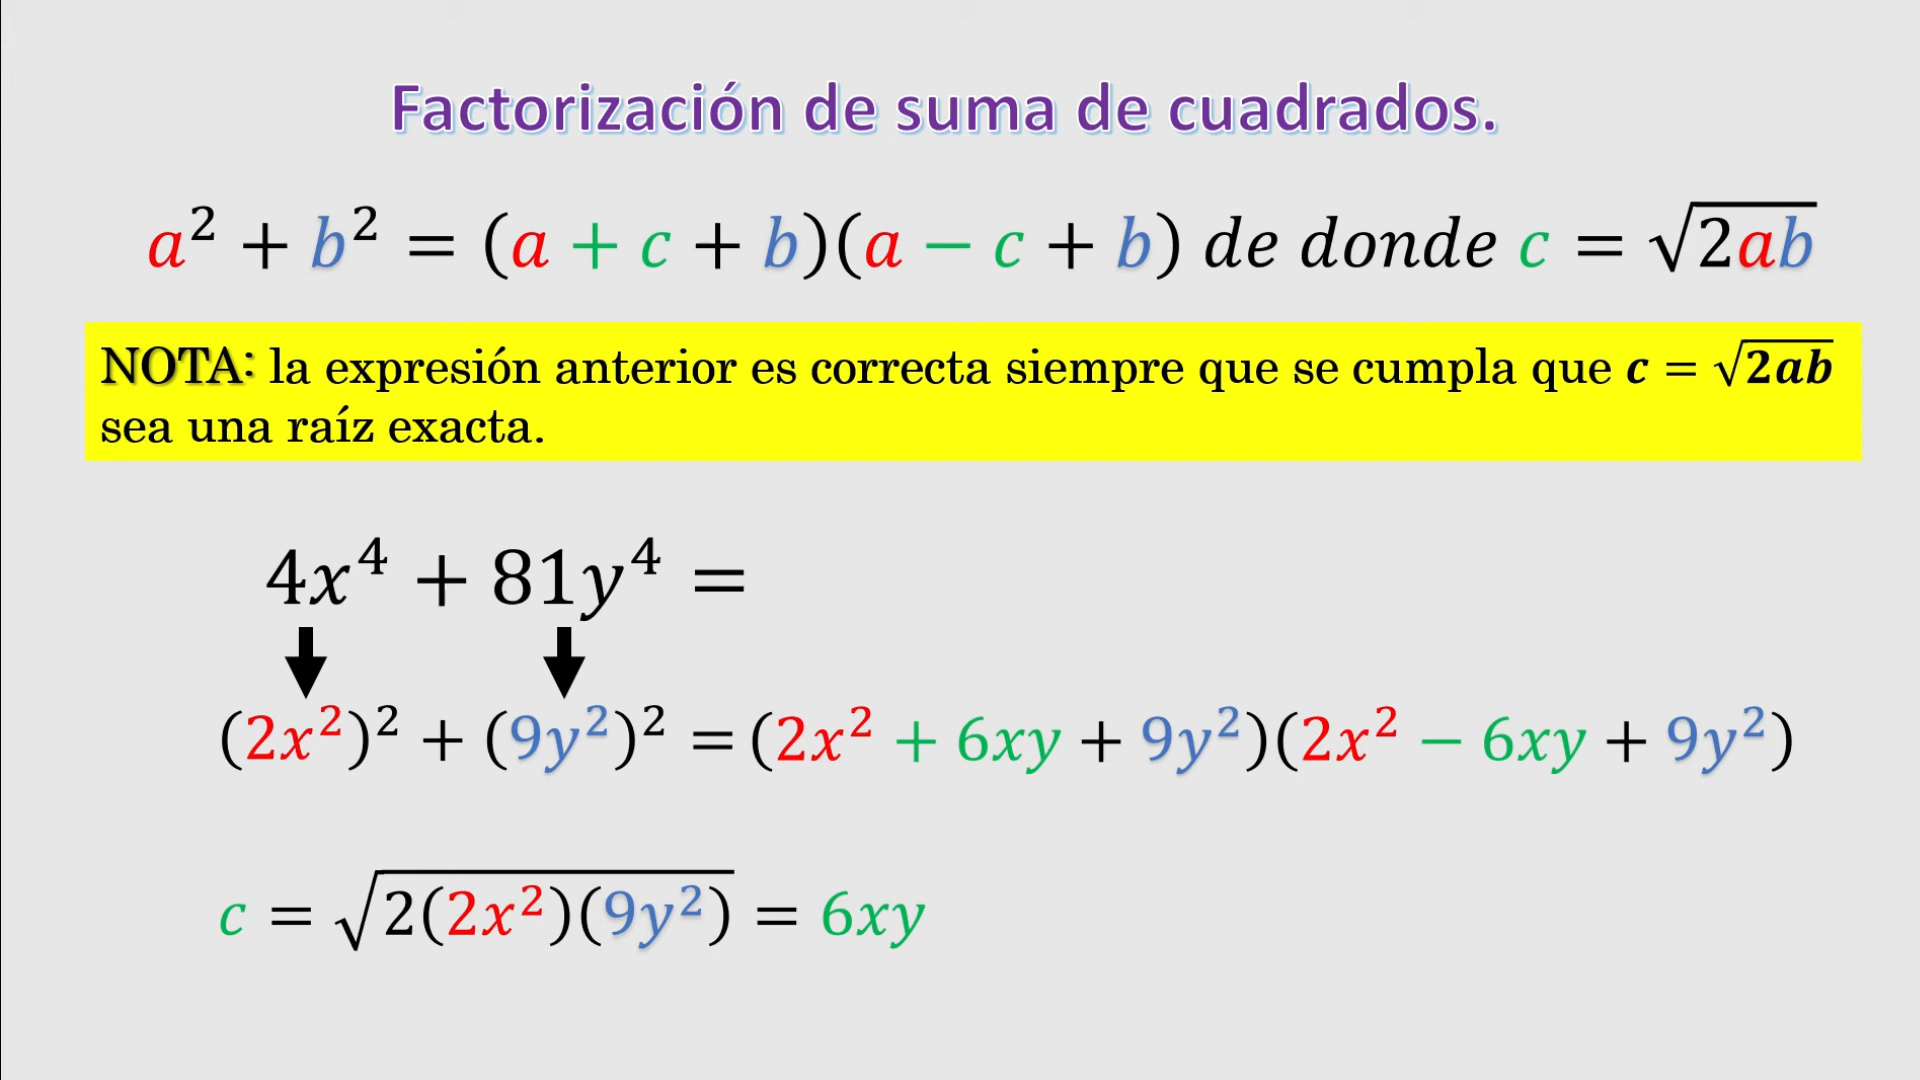 Factorización de suma de cuadrados.
a² + b² = (a + c + b)(a − c + b) de donde c = √2ab
NOTA: la expresión anterior es correcta siempre que se cumpla que c = √2ab
sea una raíz exacta.
4x⁴ + 81y⁴ =
(2x²)² + (9y²)² = (2x² + 6xy + 9y²)(2x² − 6xy + 9y²)
c = √2(2x²)(9y²) = 6xy